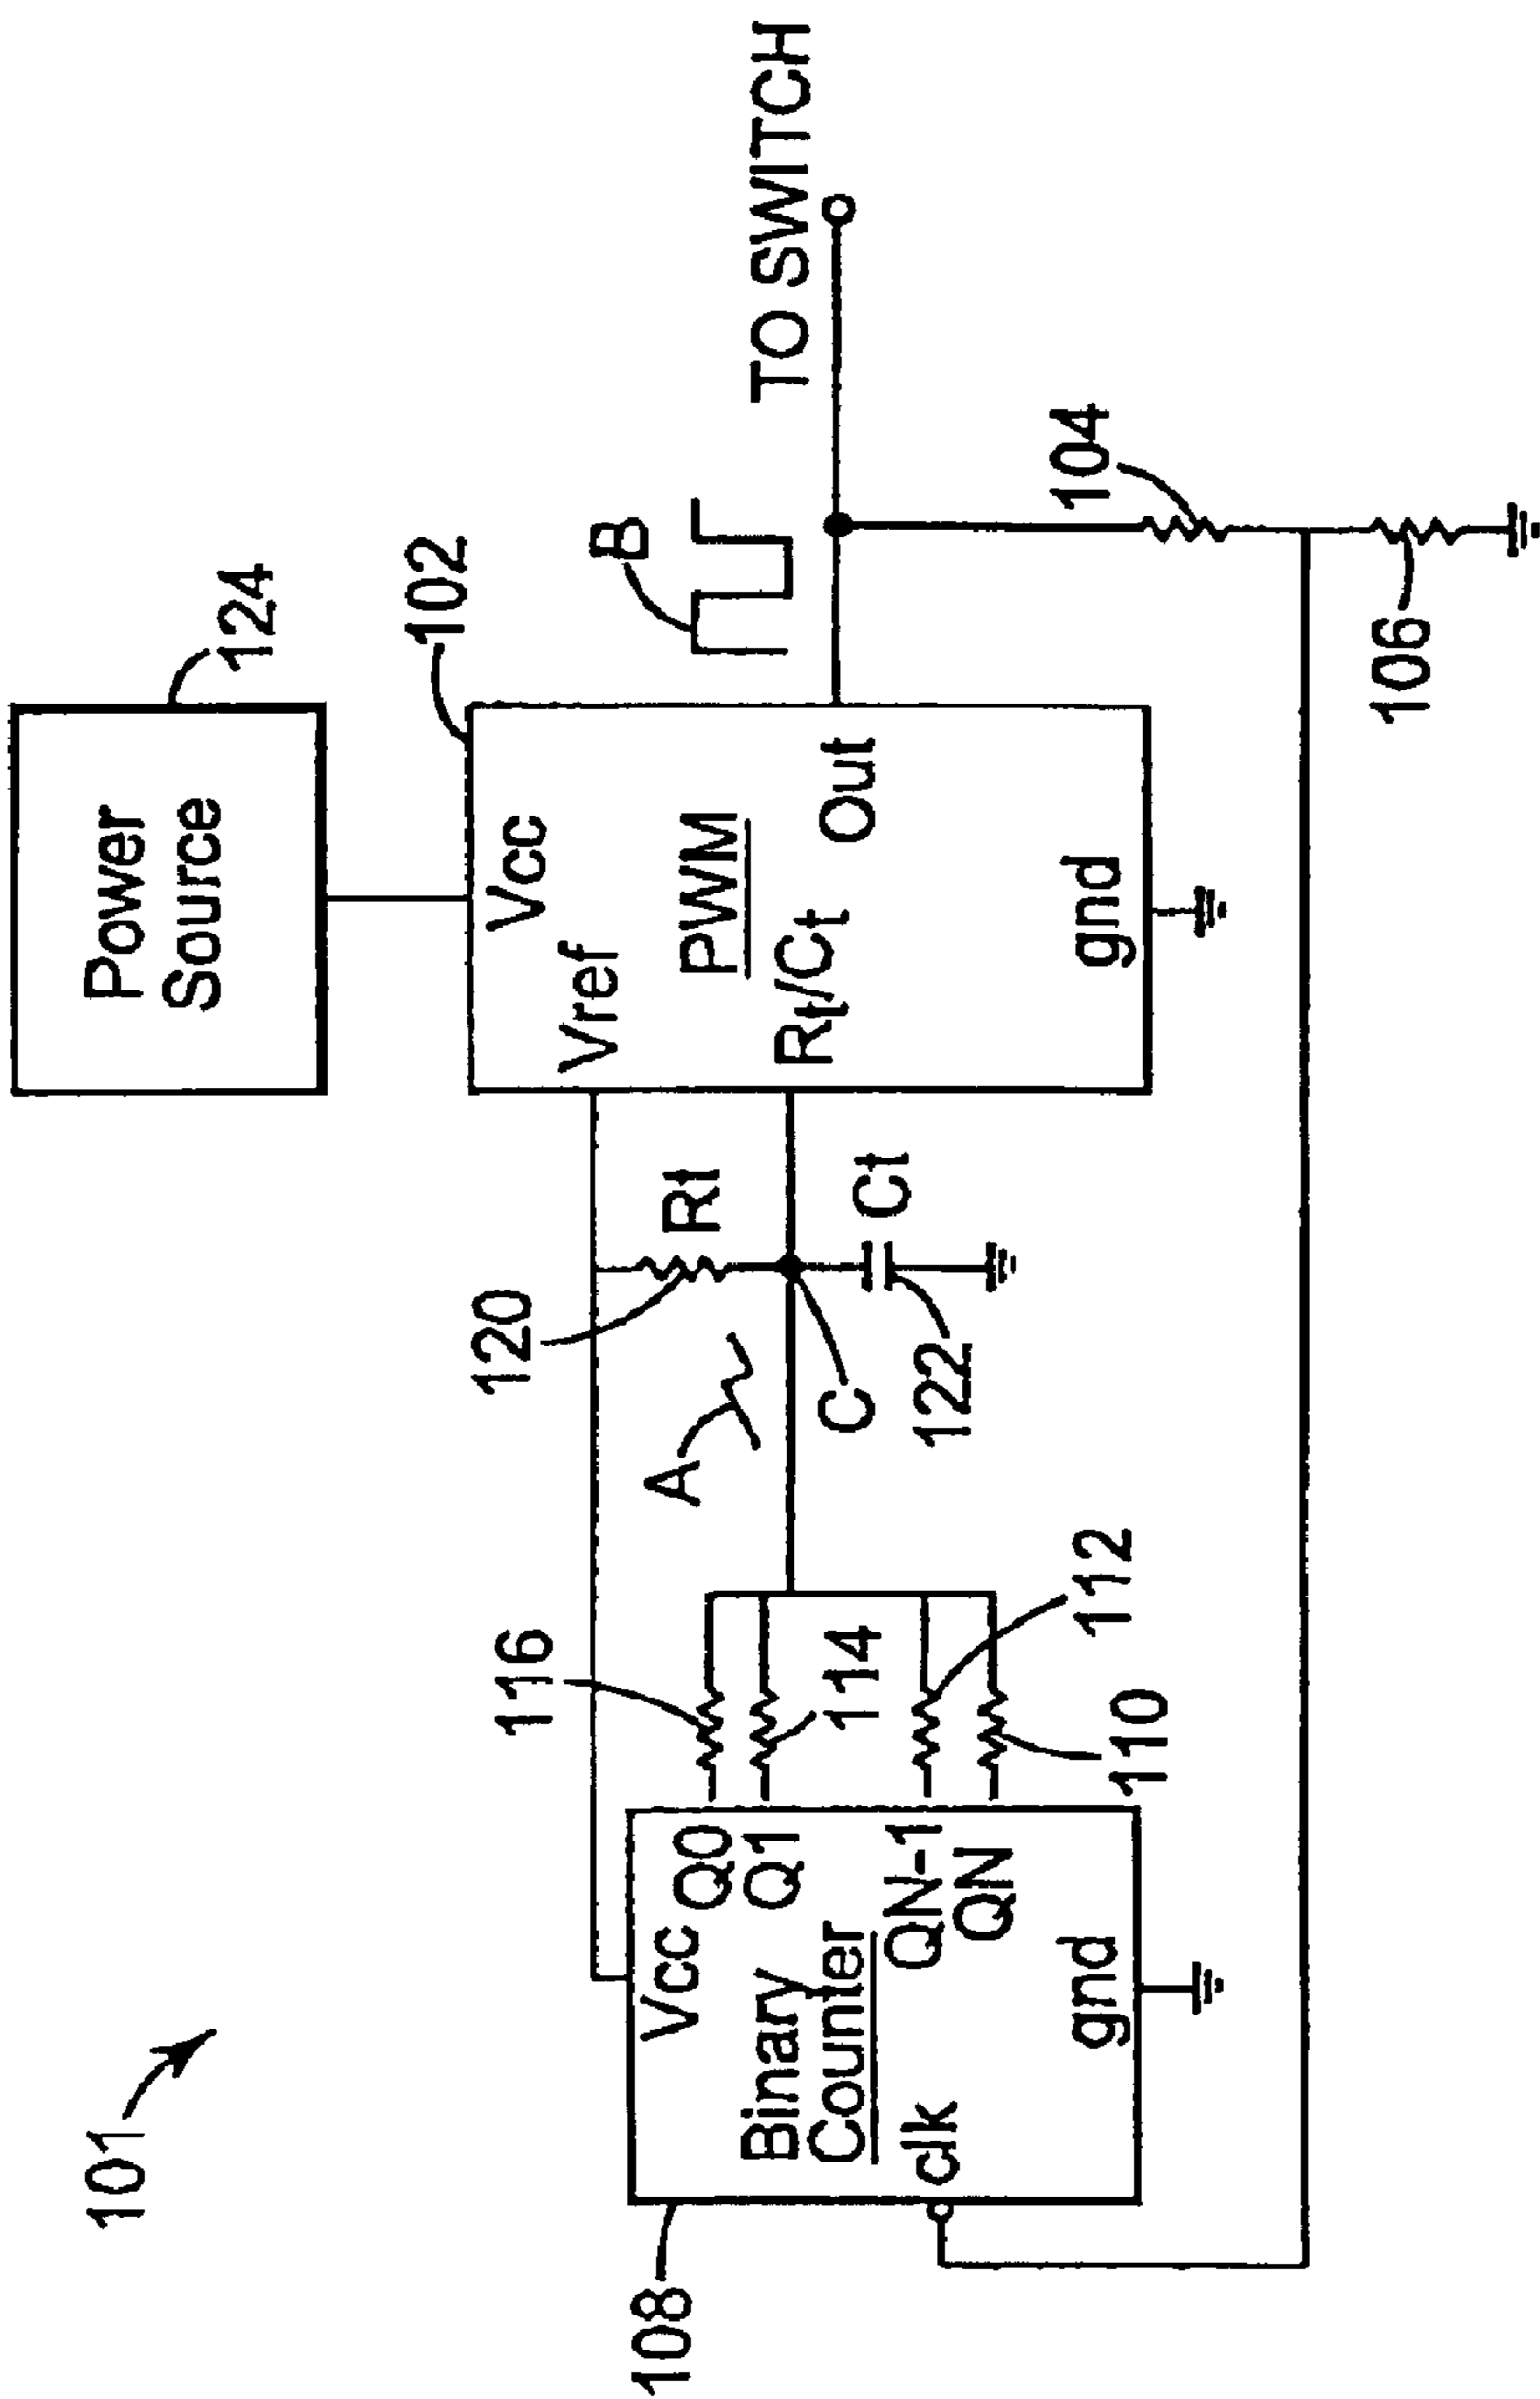 101
Power
Source
124
102
Vcc
Vref
PWM
Rt/Ct
Out
gnd
B
TO SWITCH
104
106
120
Rt
A
C
Ct
122
116
114
112
110
108
Vcc
Q0
Q1
Binary
Counter
QN-1
QN
clk
gnd